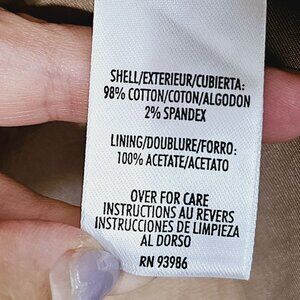 SHELL/EXTERIEUR/CUBIERTA:
98% COTTON/COTON/ALGODON
2% SPANDEX
LINING/DOUBLURE/FORRO:
100% ACETATE/ACETATO
OVER FOR CARE
INSTRUCTIONS AU REVERS
INSTRUCCIONES DE LIMPIEZA
AL DORSO
RN 93986